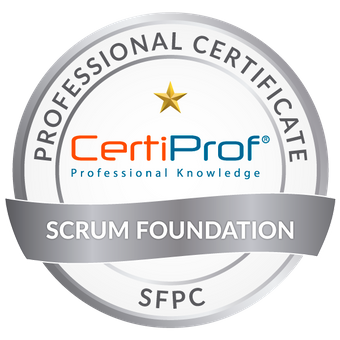 PROFESSIONAL CERTIFICATE
CertiProf®
Professional Knowledge
SCRUM FOUNDATION
SFPC